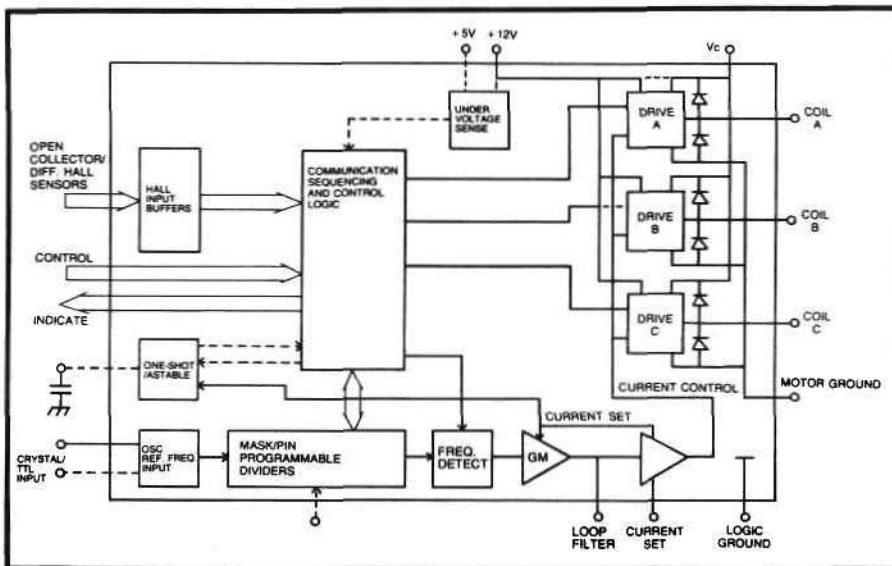 +5V
+12V
Vc
UNDER
VOLTAGE
SENSE
DRIVE
A
COIL
A
OPEN
COLLECTOR/
DIFF. HALL
SENSORS
HALL
INPUT
BUFFERS
COMMUNICATION
SEQUENCING
AND CONTROL
LOGIC
DRIVE
B
COIL
B
CONTROL
INDICATE
DRIVE
C
COIL
C
ONE-SHOT
/ASTABLE
CURRENT CONTROL
MOTOR GROUND
CURRENT SET
CRYSTAL/
TTL
INPUT
OSC
REF. FREQ.
INPUT
MASK/PIN
PROGRAMMABLE
DIVIDERS
FREQ.
DETECT
GM
LOOP
FILTER
CURRENT
SET
LOGIC
GROUND